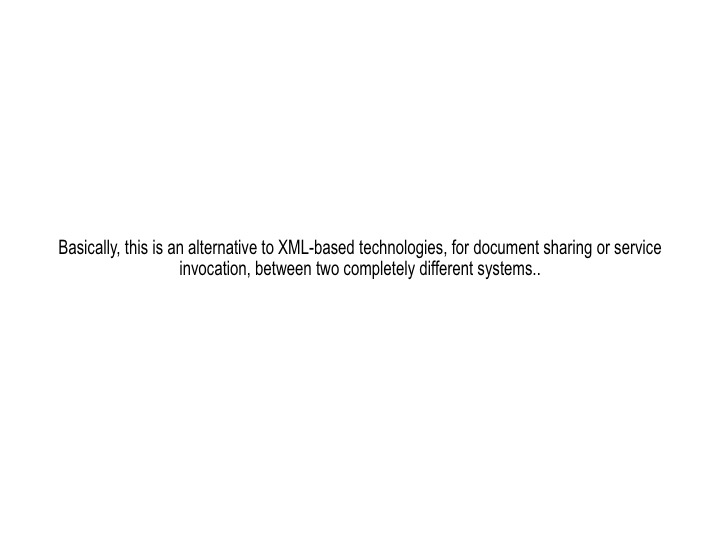 Basically, this is an alternative to XML-based technologies, for document sharing or service
invocation, between two completely different systems..